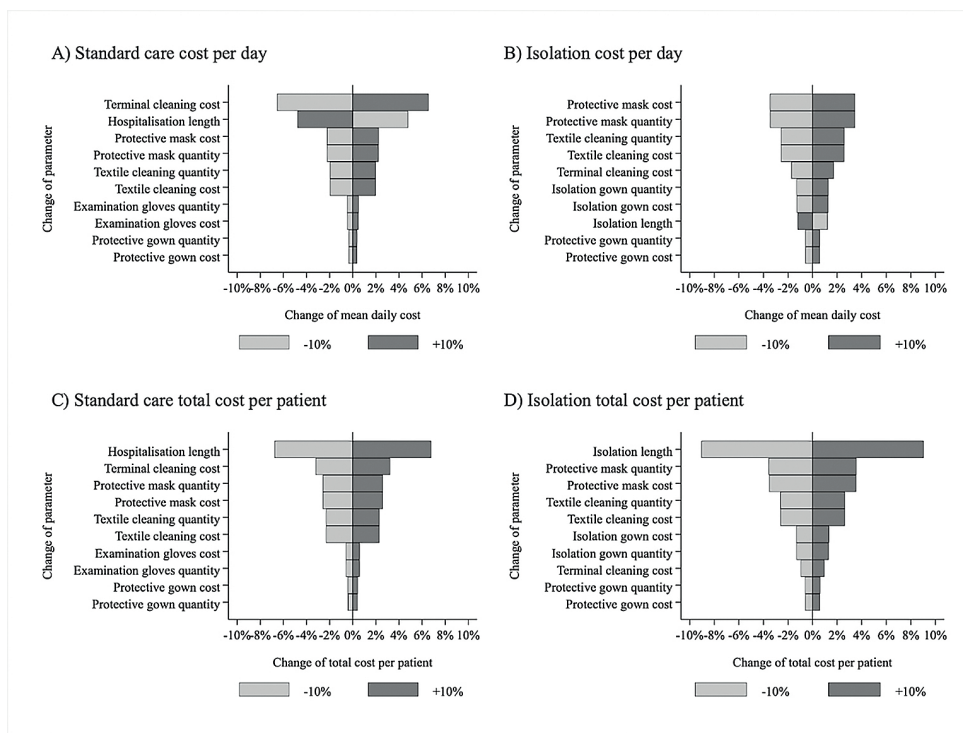 A) Standard care cost per day
Change of parameter
Terminal cleaning cost
Hospitalisation length
Protective mask cost
Protective mask quantity
Textile cleaning quantity
Textile cleaning cost
Examination gloves quantity
Examination gloves cost
Protective gown quantity
Protective gown cost
-10% -8% -6% -4% -2% 0% 2% 4% 6% 8% 10%
Change of mean daily cost
-10% +10%
B) Isolation cost per day
Change of parameter
Protective mask cost
Protective mask quantity
Textile cleaning quantity
Textile cleaning cost
Terminal cleaning cost
Isolation gown quantity
Isolation gown cost
Isolation length
Protective gown quantity
Protective gown cost
-10% -8% -6% -4% -2% 0% 2% 4% 6% 8% 10%
Change of mean daily cost
-10% +10%
C) Standard care total cost per patient
Change of parameter
Hospitalisation length
Terminal cleaning cost
Protective mask quantity
Protective mask cost
Textile cleaning quantity
Textile cleaning cost
Examination gloves cost
Examination gloves quantity
Protective gown cost
Protective gown quantity
-10% -8% -6% -4% -2% 0% 2% 4% 6% 8% 10%
Change of total cost per patient
-10% +10%
D) Isolation total cost per patient
Change of parameter
Isolation length
Protective mask quantity
Protective mask cost
Textile cleaning quantity
Textile cleaning cost
Isolation gown cost
Isolation gown quantity
Terminal cleaning cost
Protective gown quantity
Protective gown cost
-10% -8% -6% -4% -2% 0% 2% 4% 6% 8% 10%
Change of total cost per patient
-10% +10%